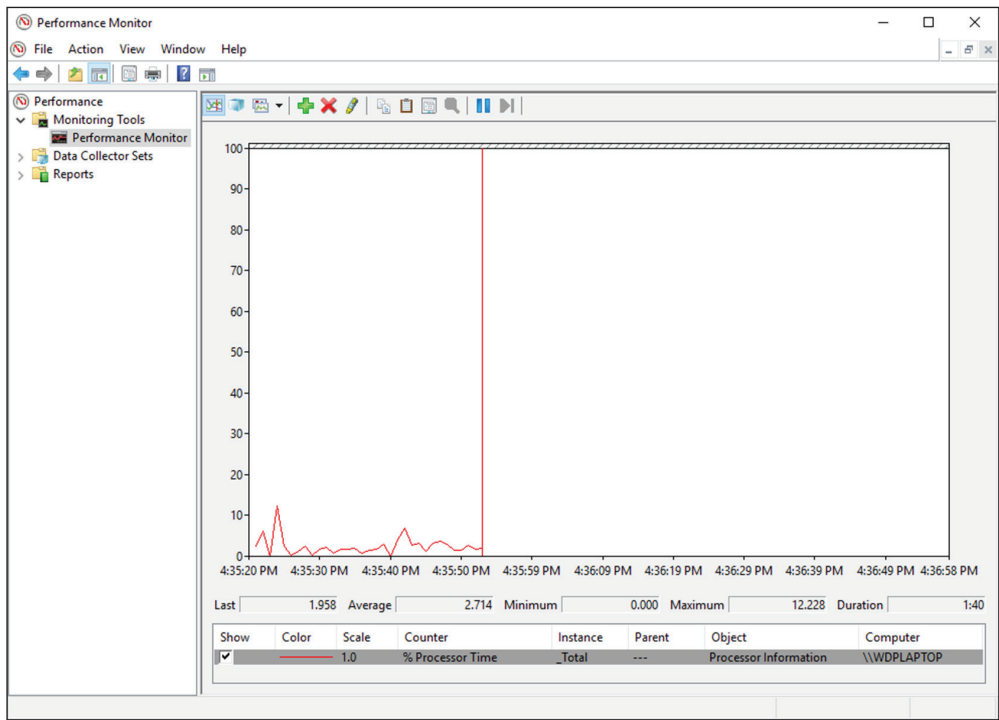 Performance Monitor
File Action View Window Help
Performance
Monitoring Tools
Performance Monitor
Data Collector Sets
Reports
100
90
80
70
60
50
40
30
20
10
0
4:35:20 PM 4:35:30 PM 4:35:40 PM 4:35:50 PM 4:35:59 PM 4:36:09 PM 4:36:19 PM 4:36:29 PM 4:36:39 PM 4:36:49 PM 4:36:58 PM
Last 1.958 Average 2.714 Minimum 0.000 Maximum 12.228 Duration 1:40
Show Color Scale Counter Instance Parent Object Computer
1.0 % Processor Time _Total --- Processor Information \\WDPLAPTOP